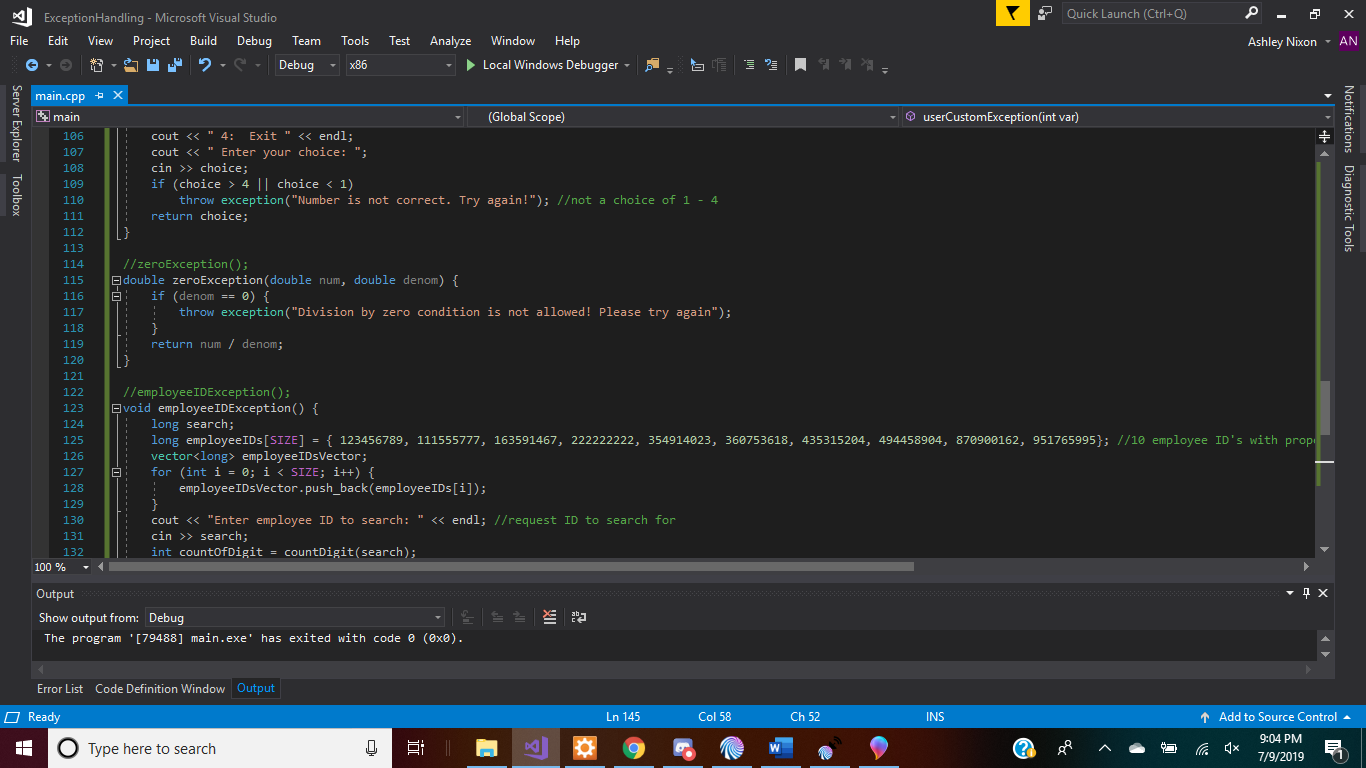 ExceptionHandling - Microsoft Visual Studio
Quick Launch (Ctrl+Q)
File Edit View Project Build Debug Team Tools Test Analyze Window Help
Ashley Nixon AN
Debug x86 Local Windows Debugger
Server Explorer
Toolbox
Notifications
Diagnostic Tools
main.cpp
main (Global Scope) userCustomException(int var)
106 cout << " 4:  Exit " << endl;
107 cout << " Enter your choice: ";
108 cin >> choice;
109 if (choice > 4 || choice < 1)
110 throw exception("Number is not correct. Try again!"); //not a choice of 1 - 4
111 return choice;
112 }
113
114 //zeroException();
115 double zeroException(double num, double denom) {
116 if (denom == 0) {
117 throw exception("Division by zero condition is not allowed! Please try again");
118 }
119 return num / denom;
120 }
121
122 //employeeIDException();
123 void employeeIDException() {
124 long search;
125 long employeeIDs[SIZE] = { 123456789, 111555777, 163591467, 222222222, 354914023, 360753618, 435315204, 494458904, 870900162, 951765995}; //10 employee ID's with prope
126 vector<long> employeeIDsVector;
127 for (int i = 0; i < SIZE; i++) {
128 employeeIDsVector.push_back(employeeIDs[i]);
129 }
130 cout << "Enter employee ID to search: " << endl; //request ID to search for
131 cin >> search;
132 int countOfDigit = countDigit(search);
100 %
Output
Show output from: Debug
The program '[79488] main.exe' has exited with code 0 (0x0).
Error List Code Definition Window Output
Ready Ln 145 Col 58 Ch 52 INS Add to Source Control
Type here to search
9:04 PM
7/9/2019
1